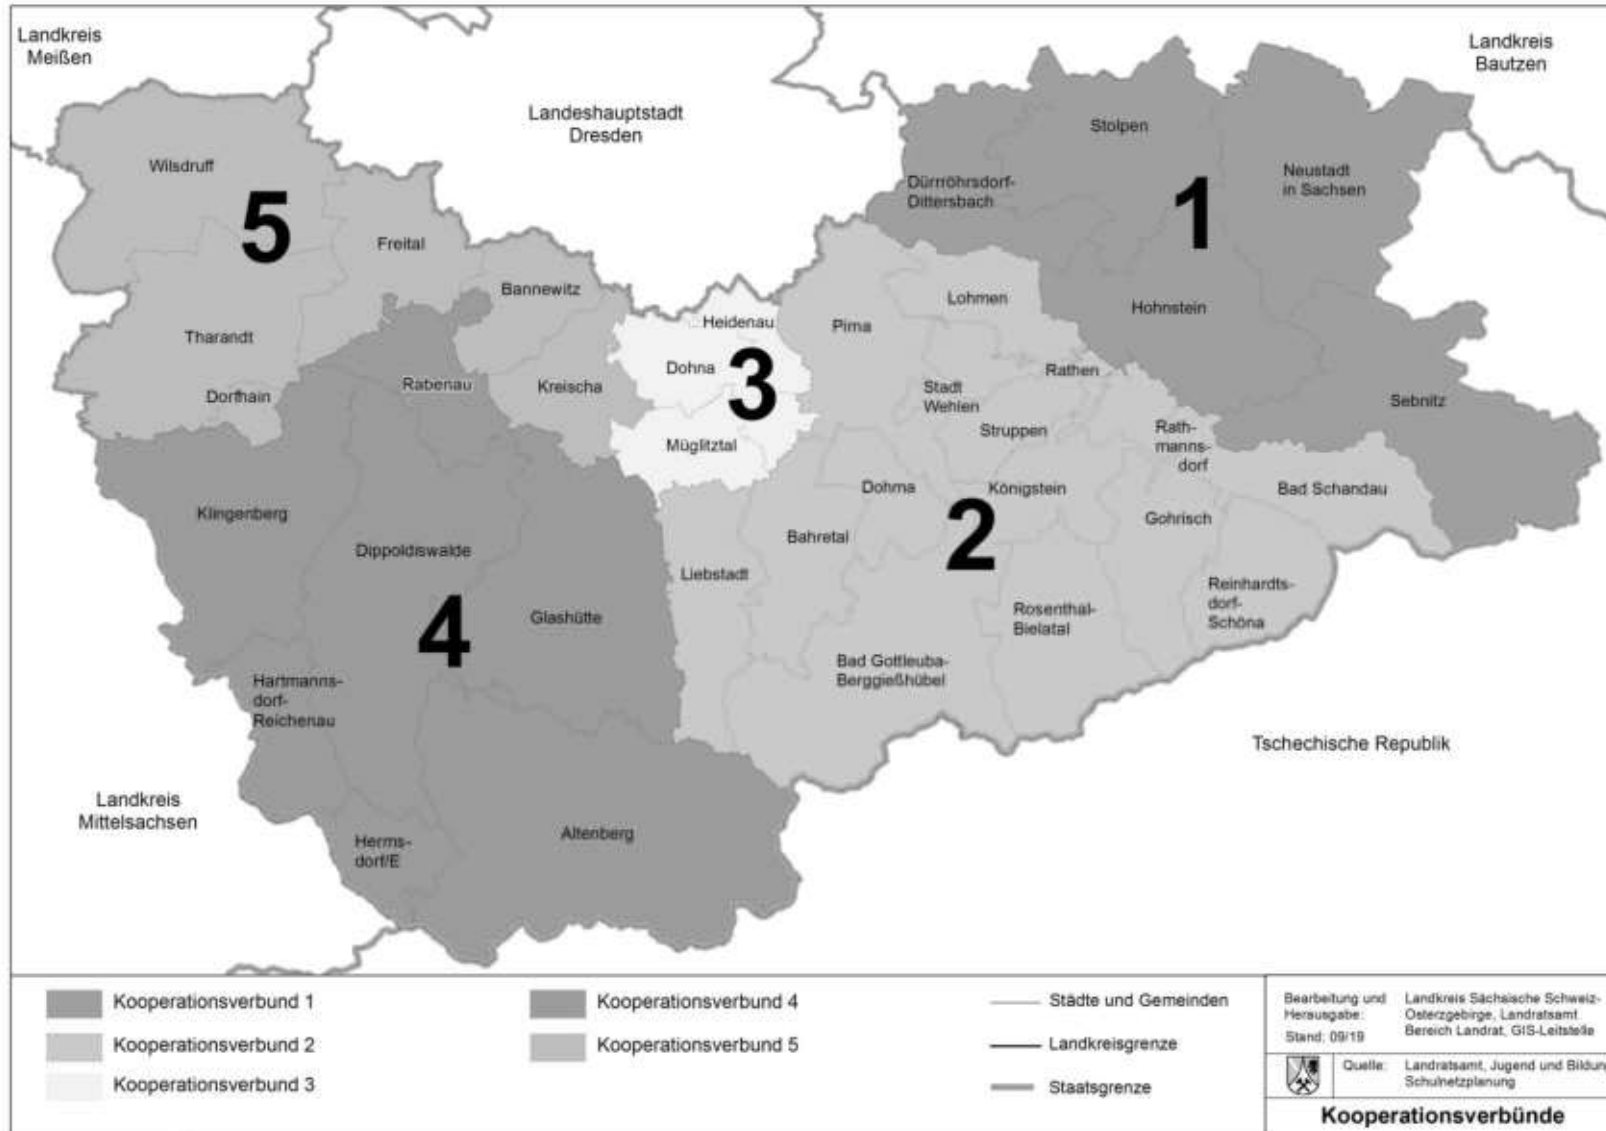 Landkreis
Meißen
Landeshauptstadt
Dresden
Landkreis
Bautzen
Stolpen
Wilsdruff
Neustadt
in Sachsen
Dürrröhrsdorf-
Dittersbach
1
5
Freital
Bannewitz
Lohmen
Hohnstein
Heidenau
Pirna
Tharandt
Dohna
3
Rathen
Rabenau
Kreischa
Stadt
Wehlen
Dorfhain
Sebnitz
Struppen
Rath-
manns-
dorf
Müglitztal
Dohma
Königstein
Bad Schandau
Klingenberg
Gohrisch
2
Bahretal
Dippoldiswalde
Liebstadt
Reinhardts-
dorf-
Schöna
Glashütte
Rosenthal-
Bielatal
4
Bad Gottleuba-
Berggießhübel
Hartmanns-
dorf-
Reichenau
Tschechische Republik
Landkreis
Mittelsachsen
Altenberg
Herms-
dorf/E
Kooperationsverbund 1
Kooperationsverbund 2
Kooperationsverbund 3
Kooperationsverbund 4
Kooperationsverbund 5
Städte und Gemeinden
Landkreisgrenze
Staatsgrenze
Bearbeitung und
Herausgabe:
Stand: 09/19
Landkreis Sächsische Schweiz-
Osterzgebirge, Landratsamt
Bereich Landrat, GIS-Leitstelle
Quelle:
Landratsamt, Jugend und Bildung
Schulnetzplanung
Kooperationsverbünde